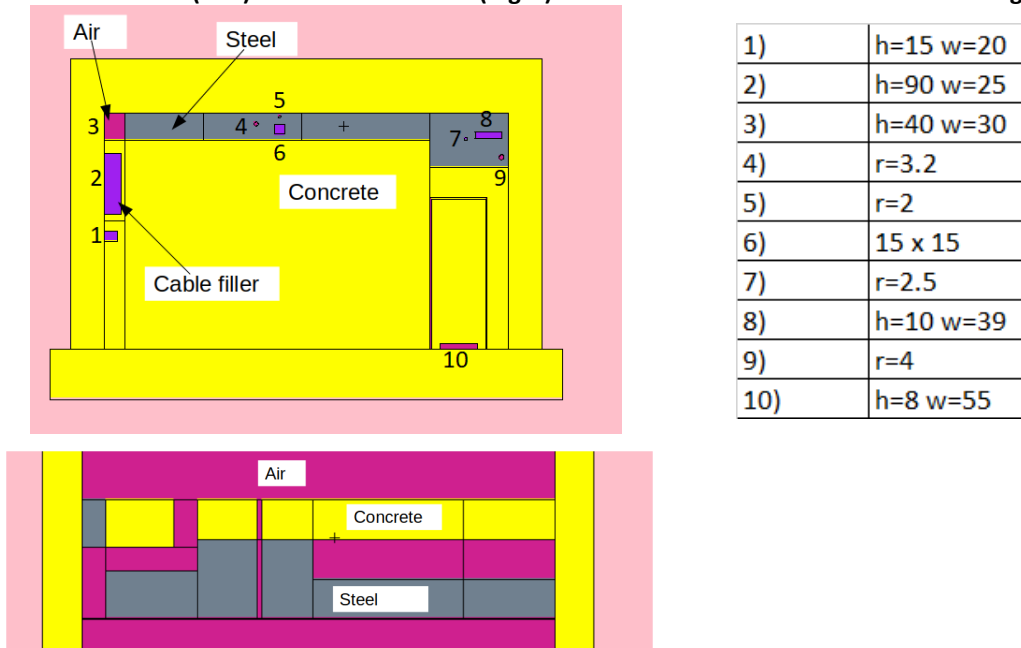 Air
Steel
5
3
4
8
7
6
2
9
Concrete
1
Cable filler
10
1) h=15 w=20
2) h=90 w=25
3) h=40 w=30
4) r=3.2
5) r=2
6) 15 x 15
7) r=2.5
8) h=10 w=39
9) r=4
10) h=8 w=55
Air
Concrete
Steel